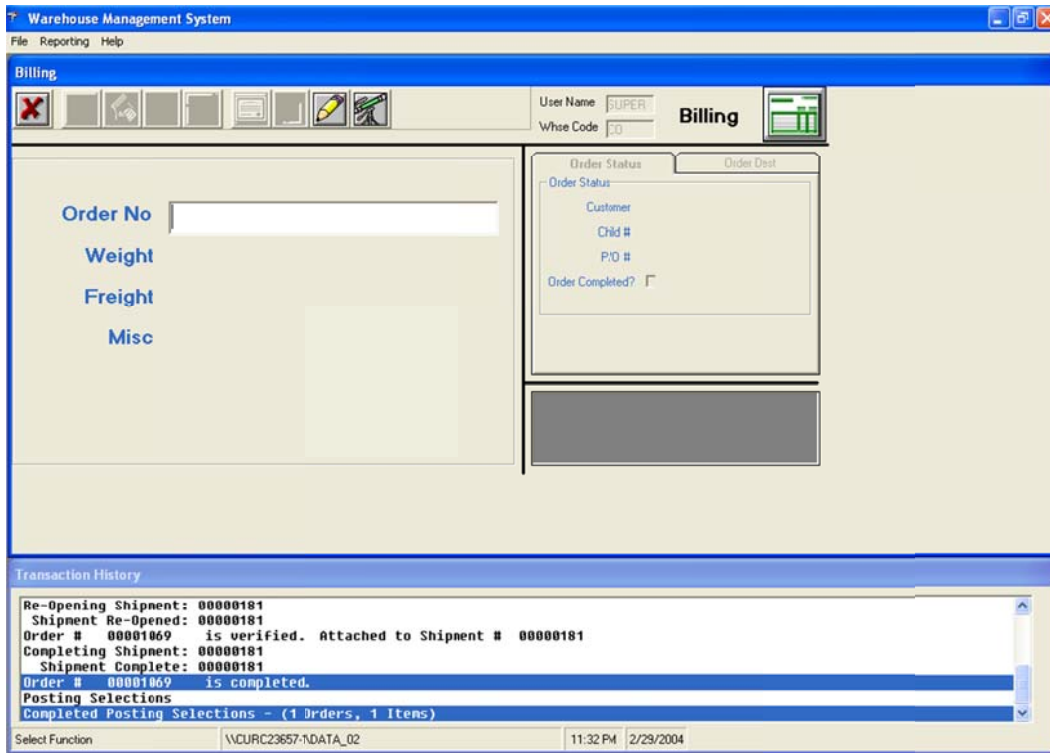 Warehouse Management System
File Reporting Help
Billing
User Name SUPER
Whse Code CO
Billing
Order Status Order Dest
Order Status
Order No
Customer
Weight
Child #
P/O #
Freight
Order Completed?
Misc
Transaction History
Re-Opening Shipment: 00000181
Shipment Re-Opened: 00000181
Order # 00001069 is verified. Attached to Shipment # 00000181
Completing Shipment: 00000181
Shipment Complete: 00000181
Order # 00001069 is completed.
Posting Selections
Completed Posting Selections - (1 Orders, 1 Items)
Select Function \\CURC23657-1\DATA_02 11:32 PM 2/29/2004